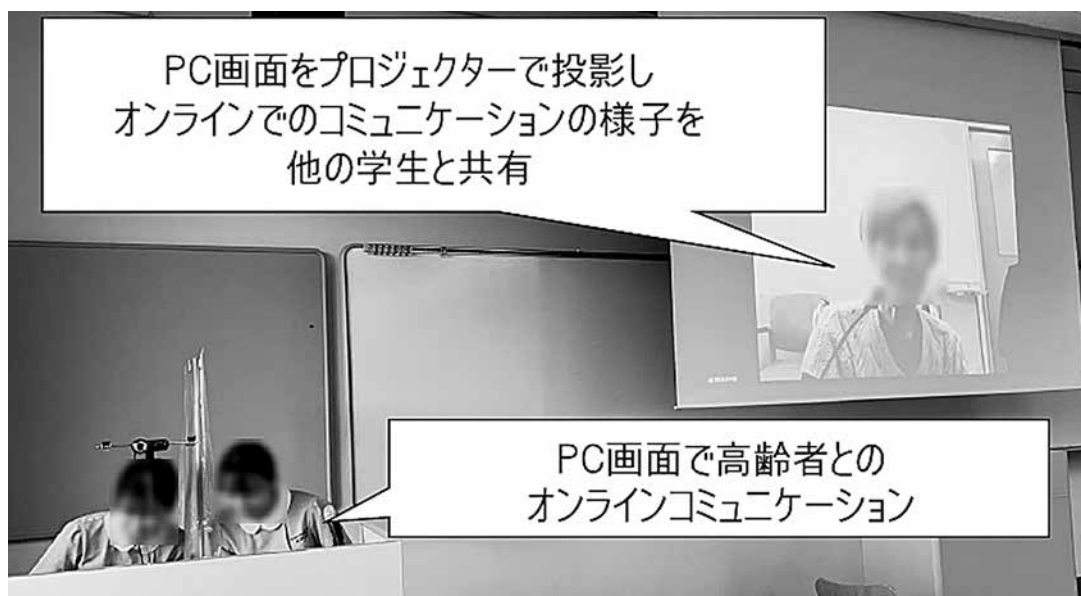 PC画面をプロジェクターで投影し
オンラインでのコミュニケーションの様子を
他の学生と共有
PC画面で高齢者との
オンラインコミュニケーション